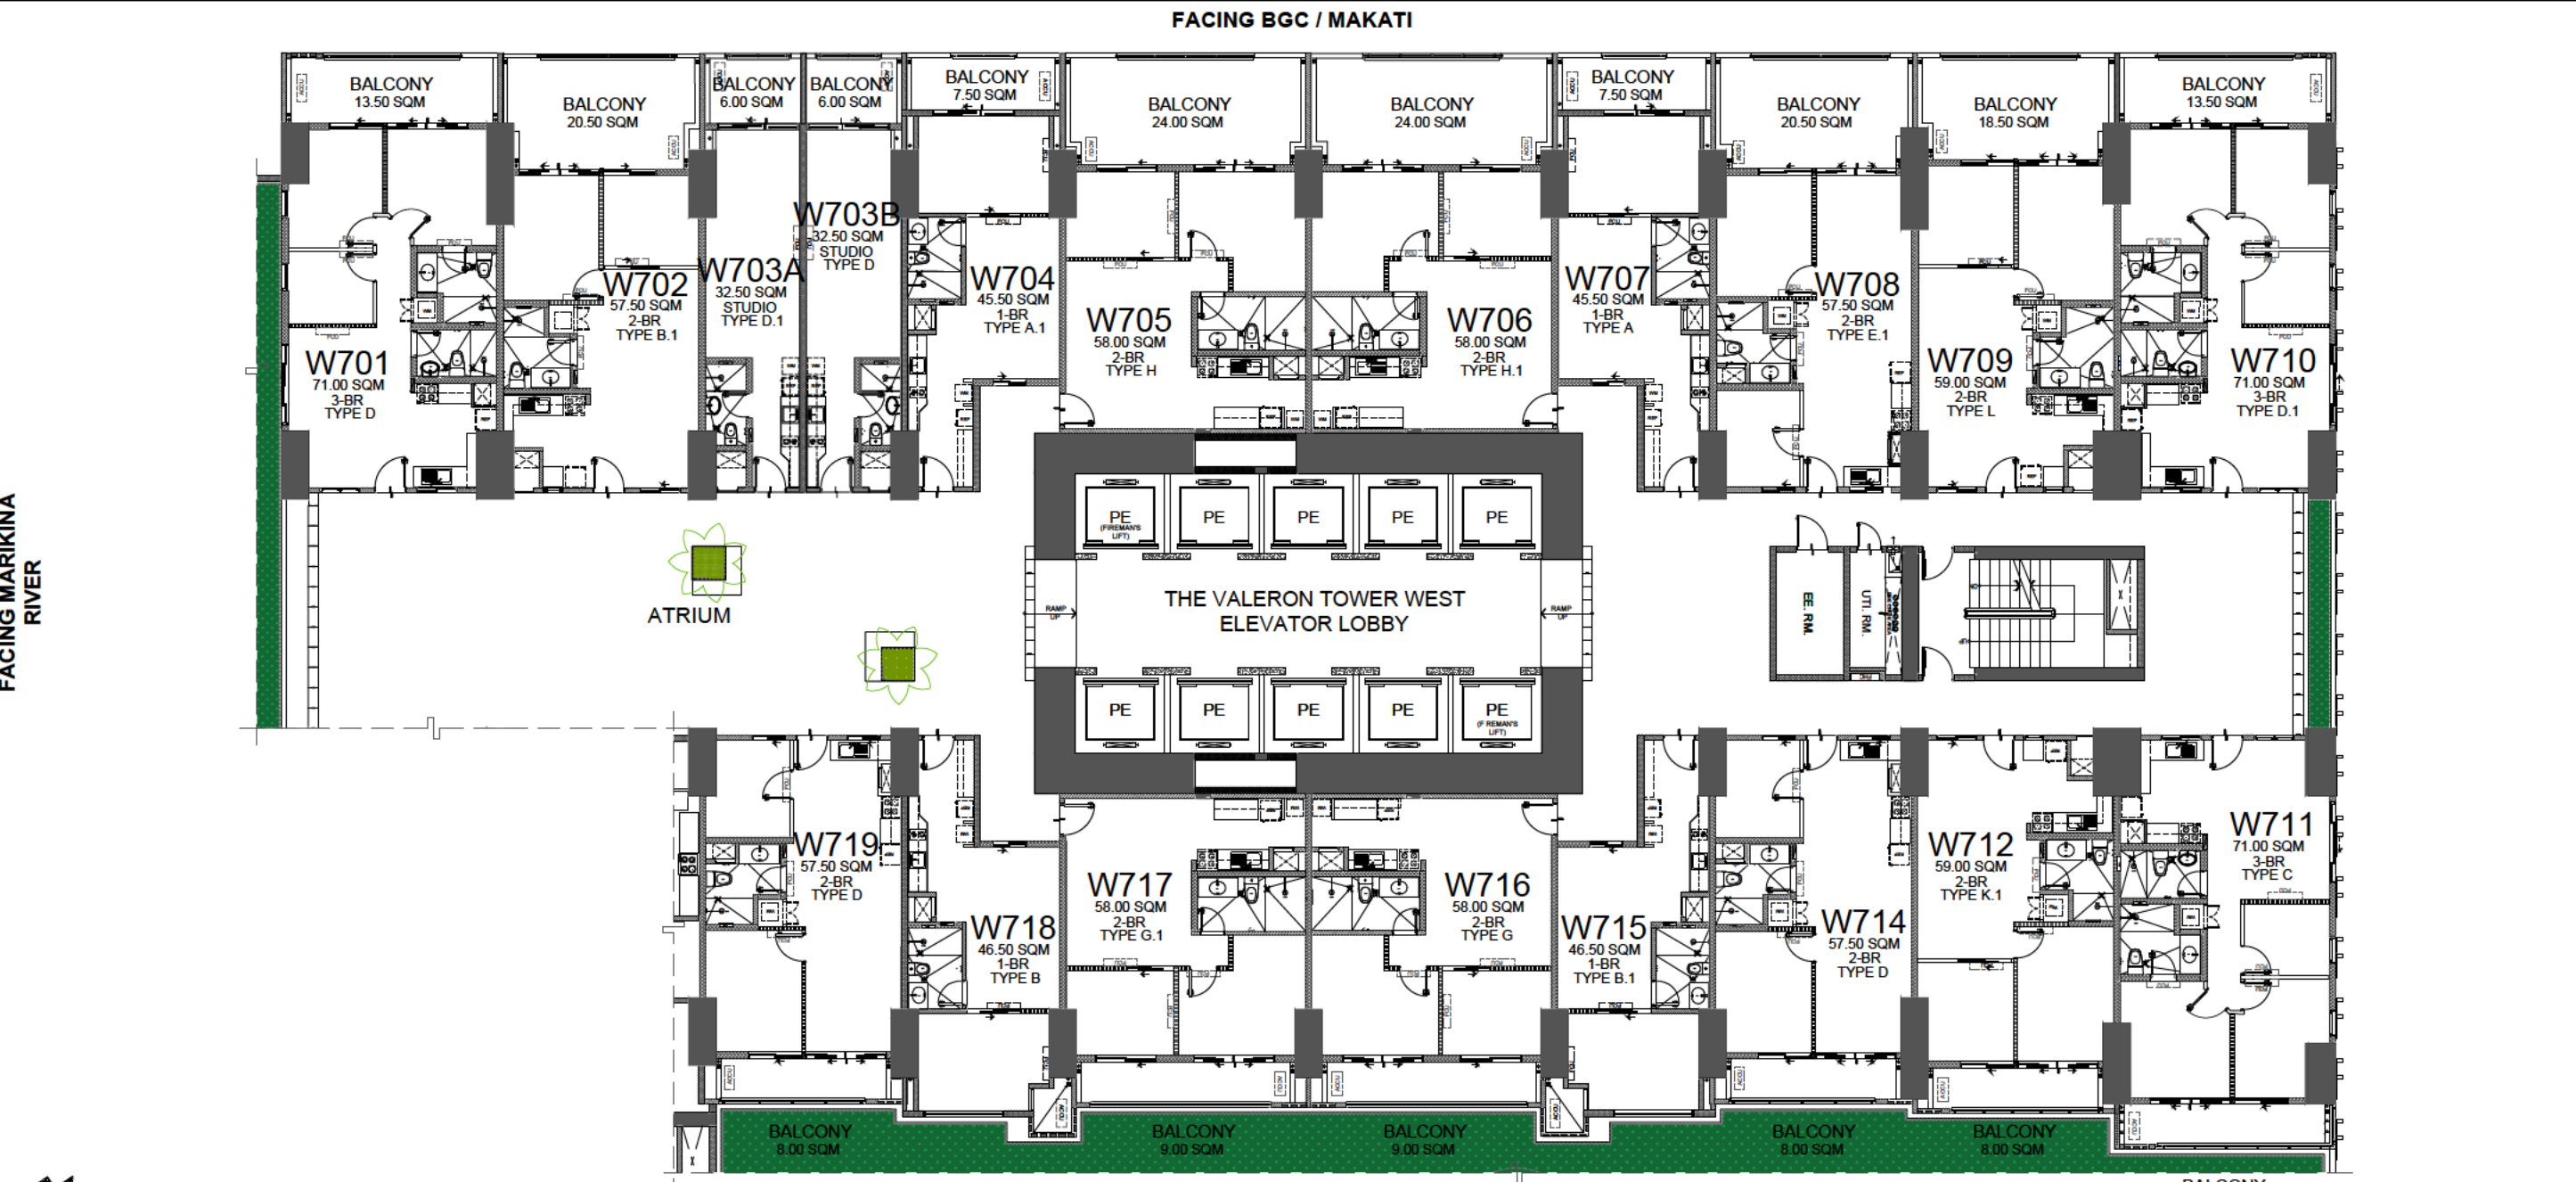 FACING BGC / MAKATI
BALCONY
13.50 SQM
BALCONY
20.50 SQM
BALCONY
6.00 SQM
BALCONY
6.00 SQM
BALCONY
7.50 SQM
BALCONY
24.00 SQM
BALCONY
24.00 SQM
BALCONY
7.50 SQM
BALCONY
20.50 SQM
BALCONY
18.50 SQM
BALCONY
13.50 SQM
W701
71.00 SQM
3-BR
TYPE D
W702
57.50 SQM
2-BR
TYPE B.1
W703A
32.50 SQM
STUDIO
TYPE D.1
W703B
32.50 SQM
STUDIO
TYPE D
W704
45.50 SQM
1-BR
TYPE A.1
W705
58.00 SQM
2-BR
TYPE H
W706
58.00 SQM
2-BR
TYPE H.1
W707
45.50 SQM
1-BR
TYPE A
W708
57.50 SQM
2-BR
TYPE E.1
W709
59.00 SQM
2-BR
TYPE L
W710
71.00 SQM
3-BR
TYPE D.1
FACING MARIKINA
RIVER
ATRIUM
PE
(FIREMAN'S
LIFT)
PE
PE
PE
PE
RAMP
UP
THE VALERON TOWER WEST
ELEVATOR LOBBY
RAMP
UP
PE
PE
PE
PE
PE
(F REMAN'S
LIFT)
EE. RM.
UTI. RM.
W719
57.50 SQM
2-BR
TYPE D
W718
46.50 SQM
1-BR
TYPE B
W717
58.00 SQM
2-BR
TYPE G.1
W716
58.00 SQM
2-BR
TYPE G
W715
46.50 SQM
1-BR
TYPE B.1
W714
57.50 SQM
2-BR
TYPE D
W712
59.00 SQM
2-BR
TYPE K.1
W711
71.00 SQM
3-BR
TYPE C
BALCONY
8.00 SQM
BALCONY
9.00 SQM
BALCONY
9.00 SQM
BALCONY
8.00 SQM
BALCONY
8.00 SQM
BALCONY